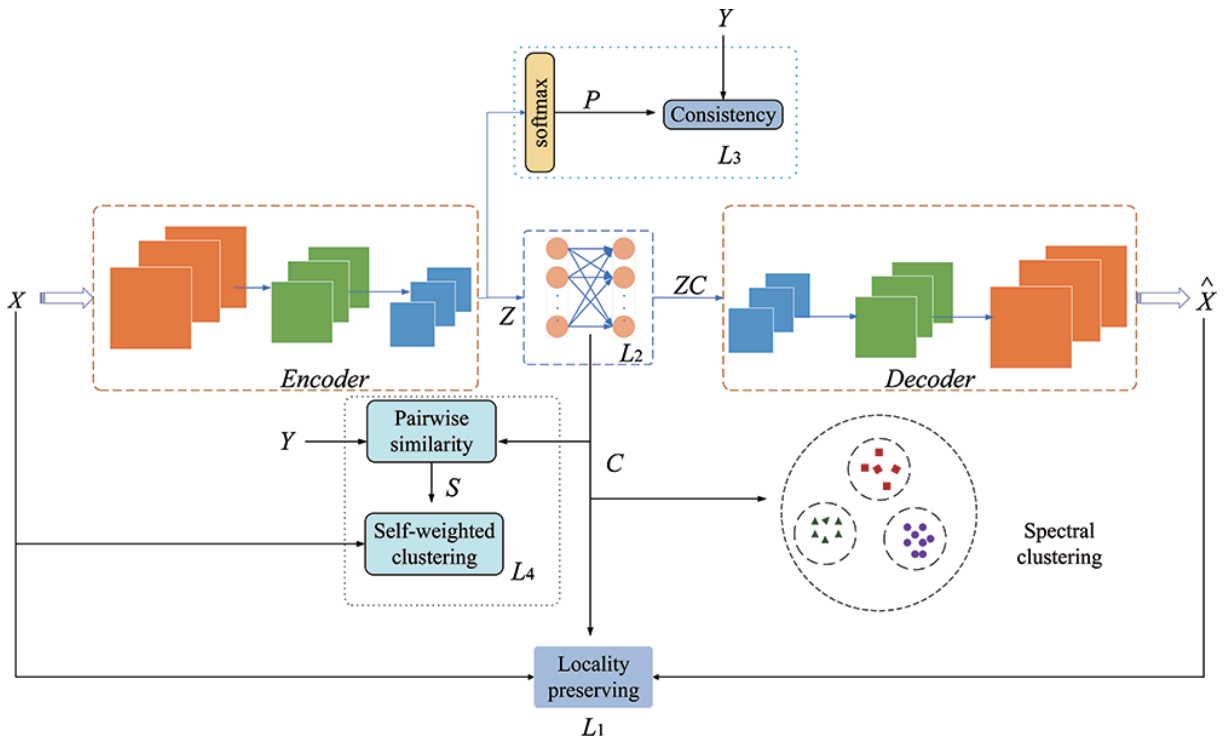 Y
softmax
P
Consistency
L3
X
Z
ZC
X̂
L2
Encoder
Decoder
Pairwise
similarity
Y
C
S
Self-weighted
clustering
L4
Spectral
clustering
Locality
preserving
L1